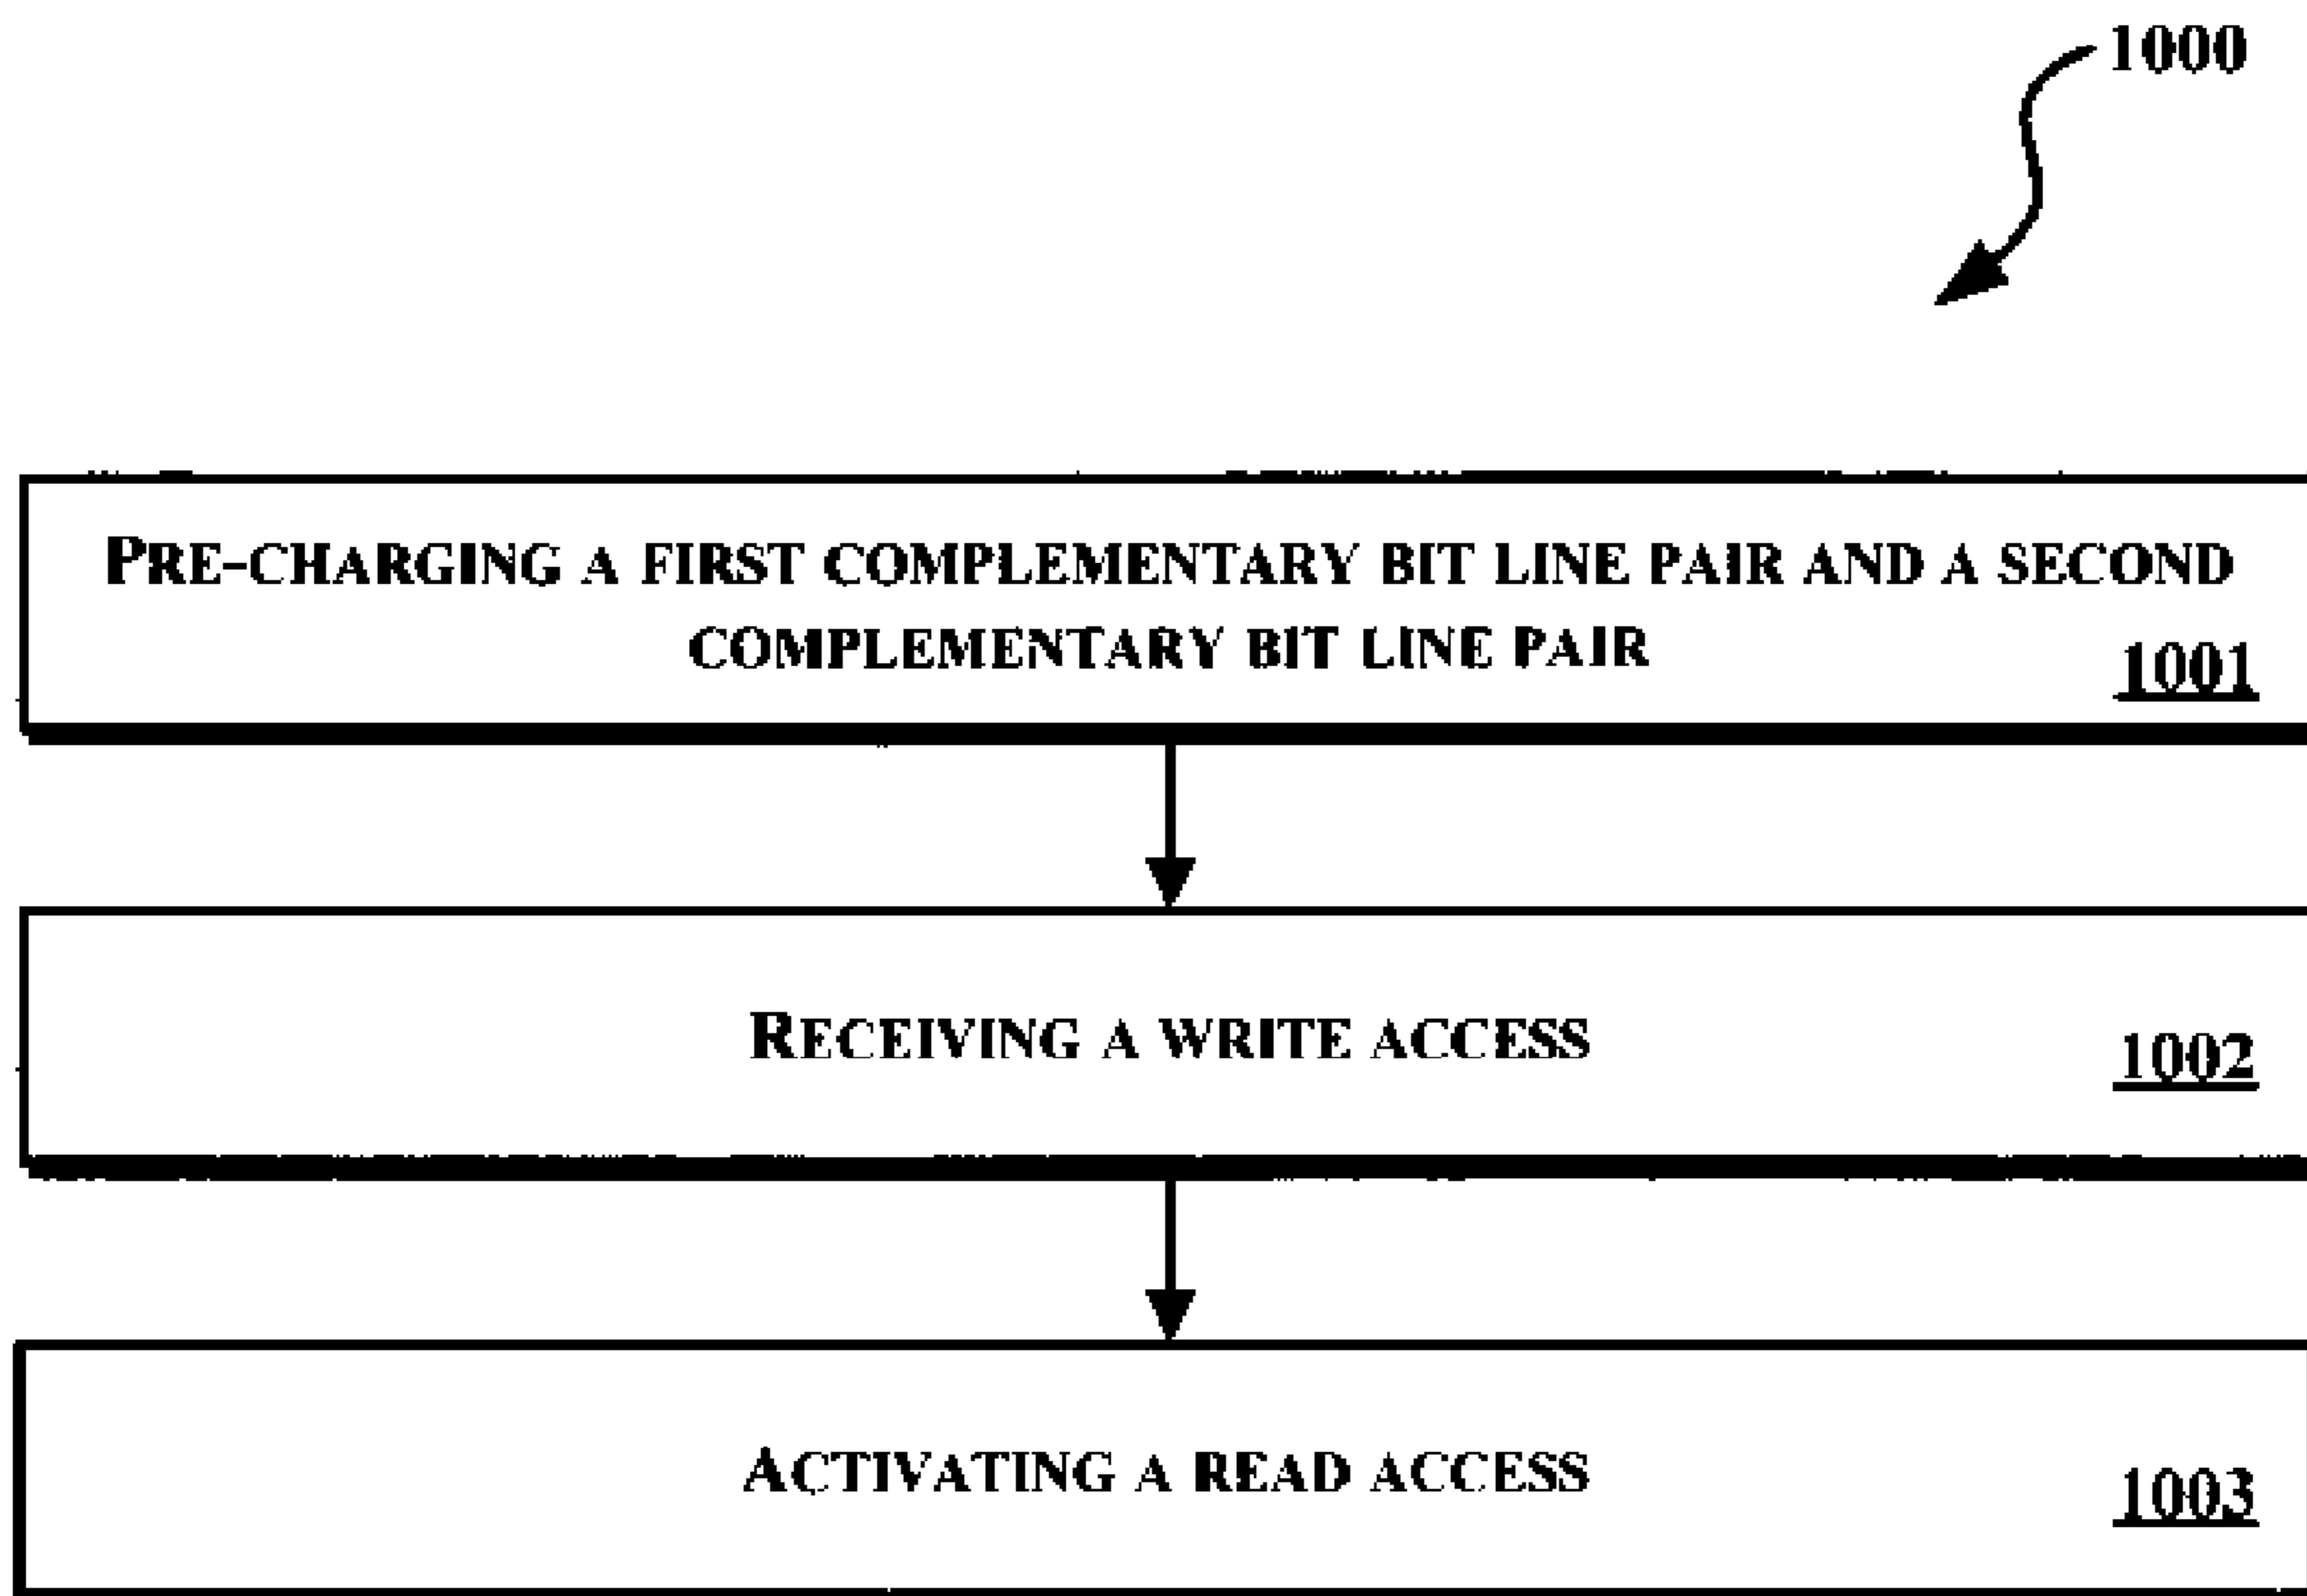 1000
PRE-CHARGING A FIRST COMPLEMENTARY BIT LINE PAIR AND A SECOND
COMPLEMENTARY BIT LINE PAIR
1001
RECEIVING A WRITE ACCESS
1002
ACTIVATING A READ ACCESS
1003